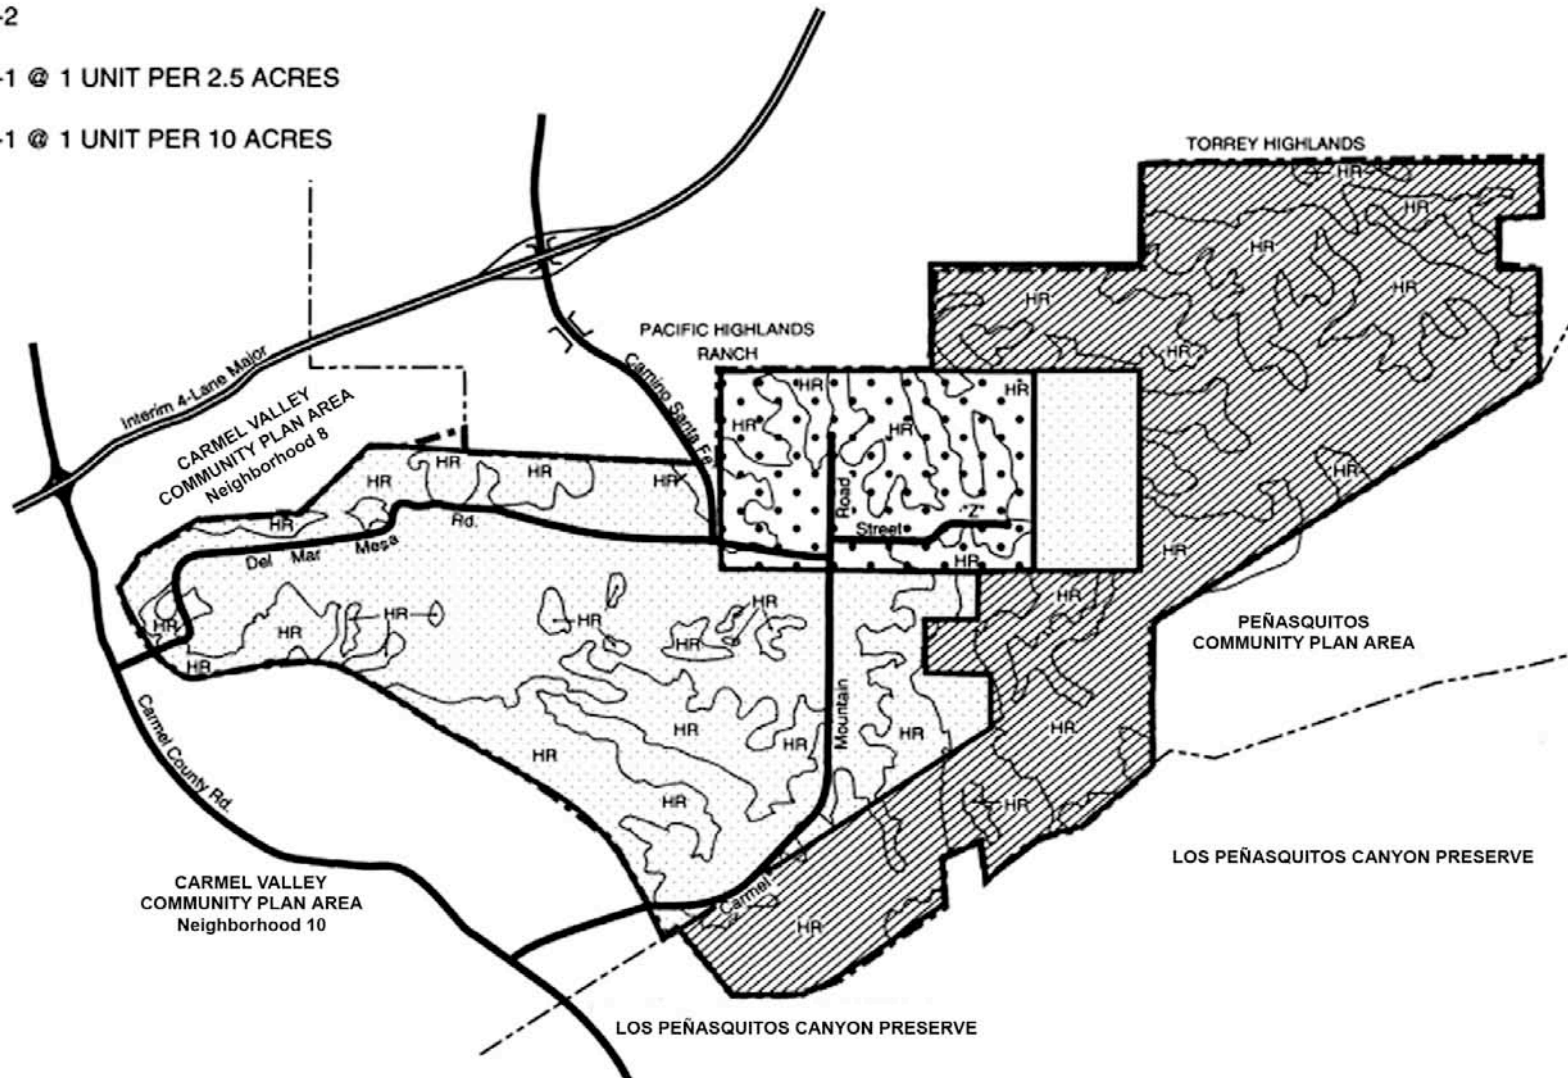 -2
-1 @ 1 UNIT PER 2.5 ACRES
-1 @ 1 UNIT PER 10 ACRES
TORREY HIGHLANDS
HR
HR
HR
HR
HR
HR
PACIFIC HIGHLANDS
RANCH
Interim 4-Lane Major
Camino Santa Fe
CARMEL VALLEY
COMMUNITY PLAN AREA
Neighborhood 8
HR
HR
HR
HR
HR
HR
HR
HR
HR
HR
Road
Street "Z"
HR
HR
HR
Del Mar Mesa Rd.
HR
HR
HR
HR
HR
HR
HR
HR
HR
PEÑASQUITOS
COMMUNITY PLAN AREA
Carmel County Rd.
Mountain
HR
HR
HR
HR
HR
HR
HR
LOS PEÑASQUITOS CANYON PRESERVE
CARMEL VALLEY
COMMUNITY PLAN AREA
Neighborhood 10
Carmel
HR
LOS PEÑASQUITOS CANYON PRESERVE